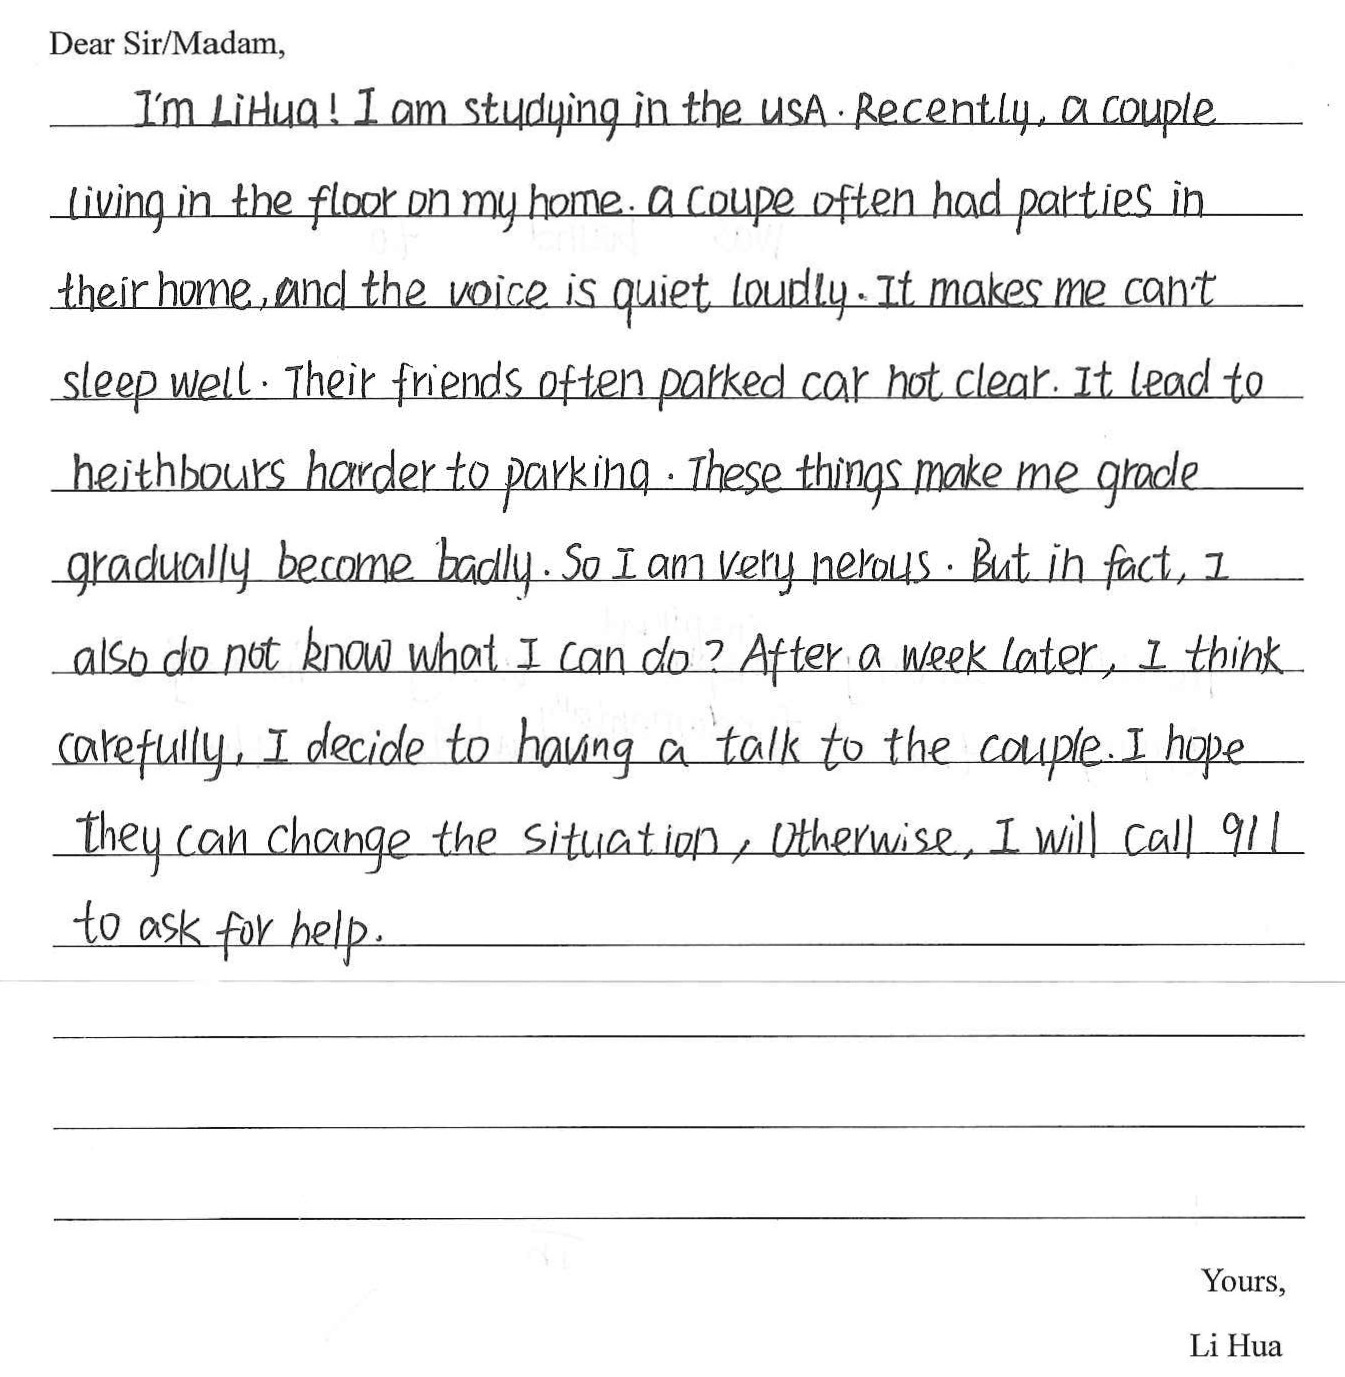 Dear Sir/Madam,
I'm LiHua! I am studying in the USA. Recently, a couple
living in the floor on my home. a coupe often had parties in
their home, and the voice is quiet loudly. It makes me can't
sleep well. Their friends often parked car not clear. It lead to
heithbours harder to parking. These things make me grade
gradually become badly. So I am very nerous. But in fact, I
also do not know what I can do? After a week later, I think
carefully, I decide to having a talk to the couple. I hope
they can change the situation, Otherwise, I will call 911
to ask for help.
Yours,
Li Hua